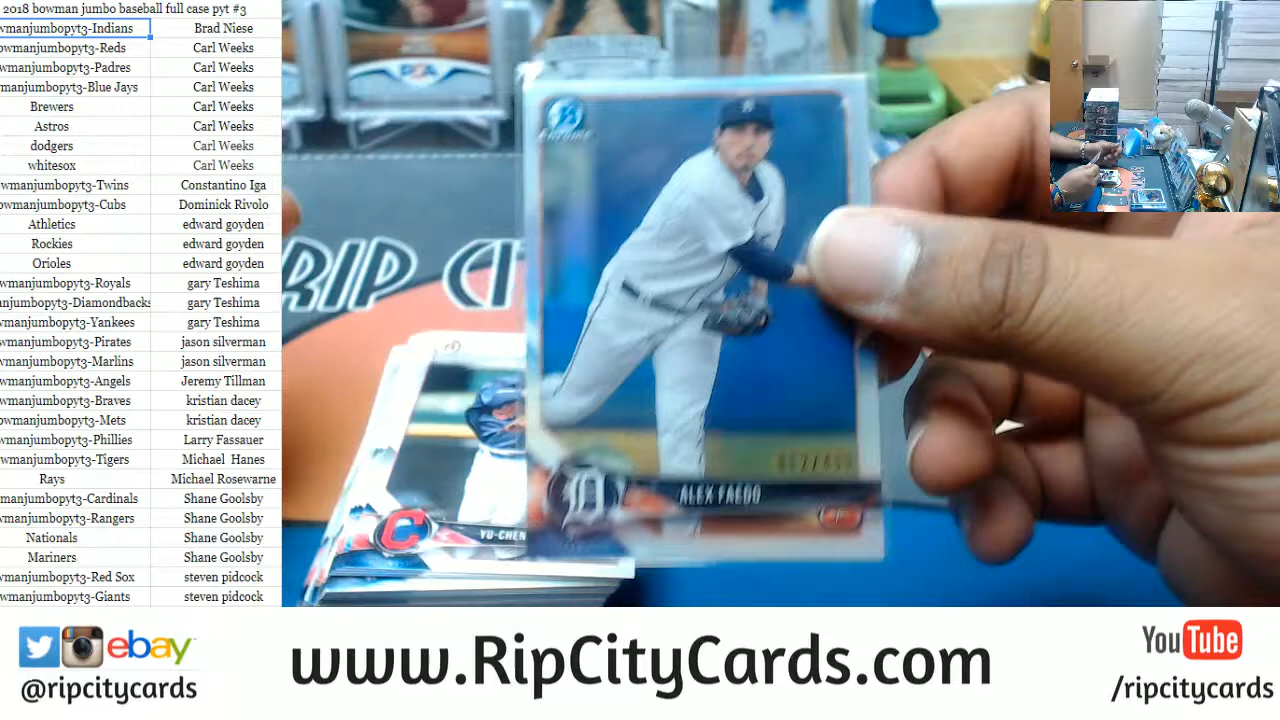 2018 bowman jumbo baseball full case pyt #3
wmanjumbopyt3-Indians Brad Niese
owmanjumbopyt3-Reds Carl Weeks
wmanjumbopyt3-Padres Carl Weeks
manjumbopyt3-Blue Jays Carl Weeks
Brewers Carl Weeks
Astros Carl Weeks
dodgers Carl Weeks
whitesox Carl Weeks
wmanjumbopyt3-Twins Constantino Iga
owmanjumbopyt3-Cubs Dominick Rivolo
Athletics edward goyden
Rockies edward goyden
Orioles edward goyden
wmanjumbopyt3-Royals gary Teshima
anjumbopyt3-Diamondbacks gary Teshima
wmanjumbopyt3-Yankees gary Teshima
wmanjumbopyt3-Pirates jason silverman
wmanjumbopyt3-Marlins jason silverman
wmanjumbopyt3-Angels Jeremy Tillman
wmanjumbopyt3-Braves kristian dacey
owmanjumbopyt3-Mets kristian dacey
wmanjumbopyt3-Phillies Larry Fassauer
wmanjumbopyt3-Tigers Michael Hanes
Rays Michael Rosewarne
manjumbopyt3-Cardinals Shane Goolsby
manjumbopyt3-Rangers Shane Goolsby
Nationals Shane Goolsby
Mariners Shane Goolsby
wmanjumbopyt3-Red Sox steven pidcock
wmanjumbopyt3-Giants steven pidcock
RIP CI
Chrome
ALEX FAEDO
D
C
YU-CHEN
ebay
@ripcitycards
www.RipCityCards.com
YouTube
/ripcitycards